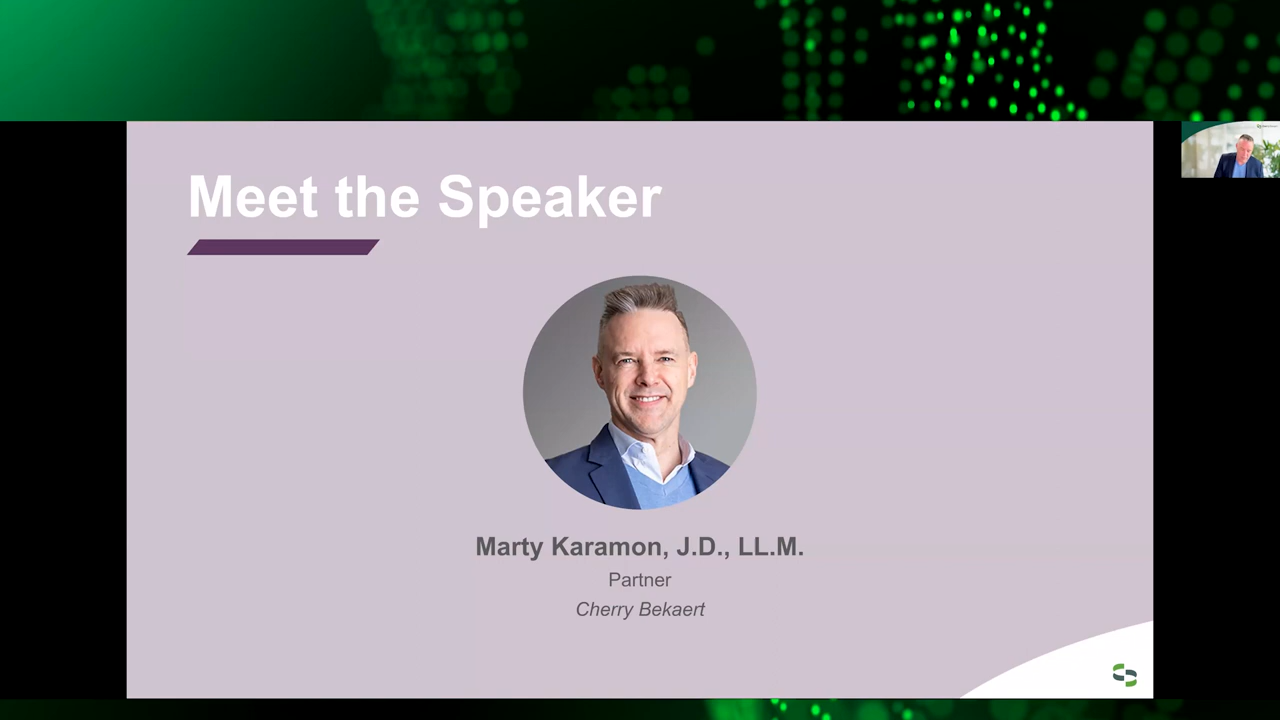 Meet the Speaker
Marty Karamon, J.D., LL.M.
Partner
Cherry Bekaert